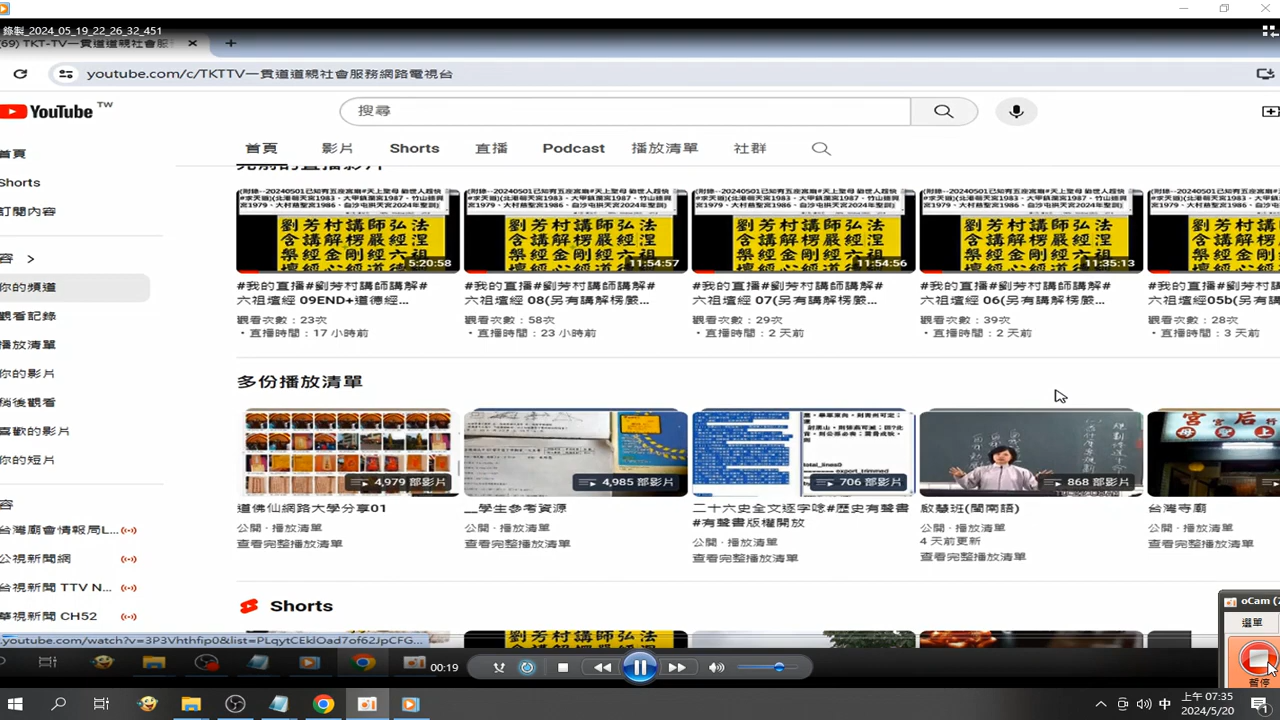 錄製_2024_05_19_22_26_32_451
69) TKT-TV一貫道道親社會服
youtube.com/c/TKTTV一貫道道親社會服務網路電視台
YouTube TW
搜尋
首頁 影片 Shorts 直播 Podcast 播放清單 社群
首頁
Shorts
訂閱內容
你的頻道
觀看記錄
播放清單
你的影片
稍後觀看
你的短片
台灣廟會情報局L...
公視新聞網
台視新聞 TTV N...
華視新聞 CH52
劉芳村講師弘法
含講解楞嚴經涅
槃經金剛經六祖
壇經心經道德經
5:20:58
11:54:57
11:54:56
11:35:13
#我的直播#劉芳村講師講解#
六祖壇經 09END+道德經...
觀看次數：23次
・直播時間：17 小時前
#我的直播#劉芳村講師講解#
六祖壇經 08(另有講解楞嚴...
觀看次數：58次
・直播時間：23 小時前
#我的直播#劉芳村講師講解#
六祖壇經 07(另有講解楞嚴...
觀看次數：29次
・直播時間：2 天前
#我的直播#劉芳村講師講解#
六祖壇經 06(另有講解楞嚴...
觀看次數：39次
・直播時間：2 天前
#我的直播#劉芳村
六祖壇經05b(另有
觀看次數：28次
・直播時間：3 天前
多份播放清單
4,979 部影片
4,985 部影片
706 部影片
868 部影片
道佛仙網路大學分享01
公開・播放清單
查看完整播放清單
__學生參考資源
公開・播放清單
查看完整播放清單
二十六史全文逐字唸#歷史有聲書
#有聲書版權開放
公開・播放清單
查看完整播放清單
啟慧班(閩南語)
公開・播放清單
4 天前更新
查看完整播放清單
台灣寺廟
公開・播放清單
查看完整播放清單
Shorts
oCam (
選單
暫停
00:19
中
上午 07:35
2024/5/20